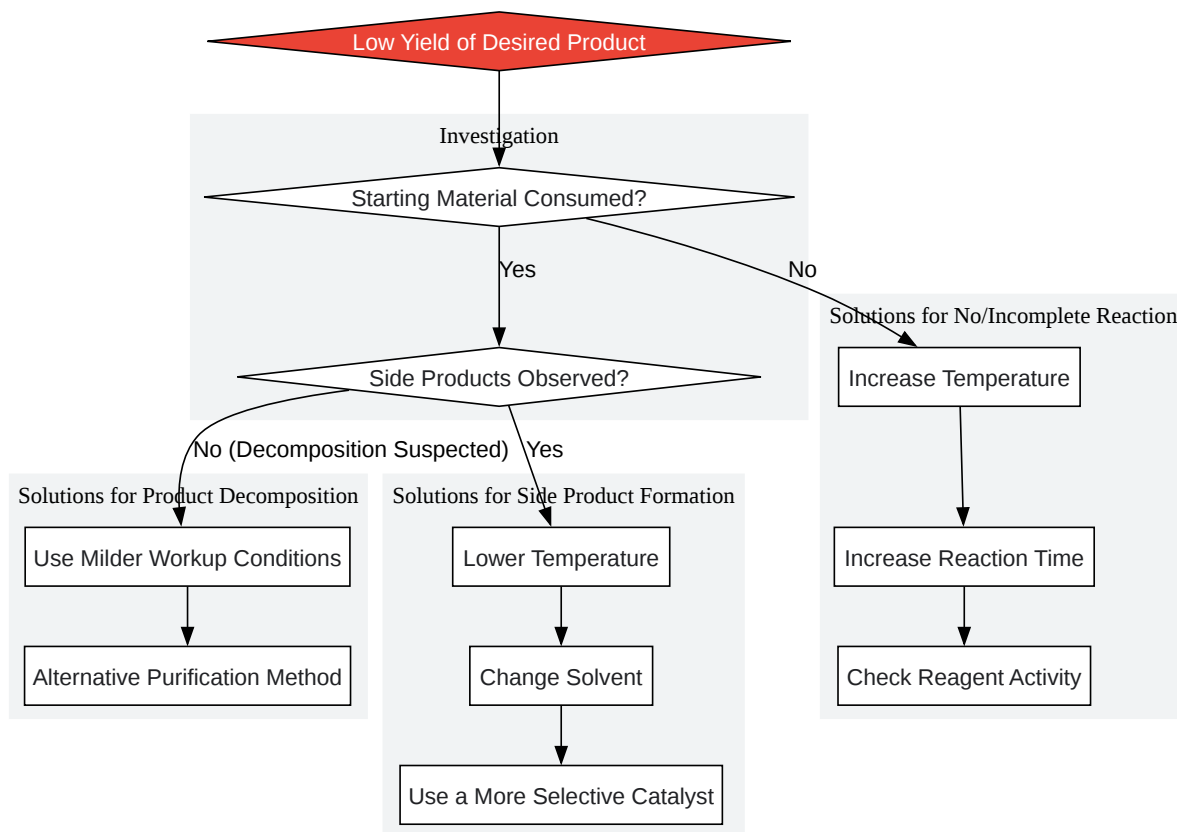 Low Yield of Desired Product
Investigation
Starting Material Consumed?
Yes
No
Solutions for No/Incomplete Reaction
Side Products Observed?
Increase Temperature
No (Decomposition Suspected)
Yes
Solutions for Product Decomposition
Solutions for Side Product Formation
Use Milder Workup Conditions
Lower Temperature
Increase Reaction Time
Alternative Purification Method
Change Solvent
Check Reagent Activity
Use a More Selective Catalyst